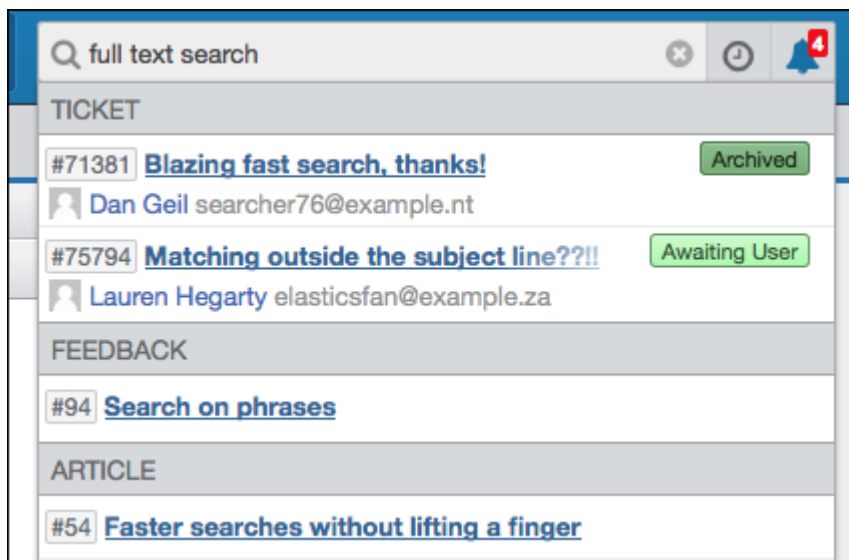 full text search
4
TICKET
#71381 Blazing fast search, thanks! Archived
Dan Geil searcher76@example.nt
#75794 Matching outside the subject line??!! Awaiting User
Lauren Hegarty elasticsfan@example.za
FEEDBACK
#94 Search on phrases
ARTICLE
#54 Faster searches without lifting a finger